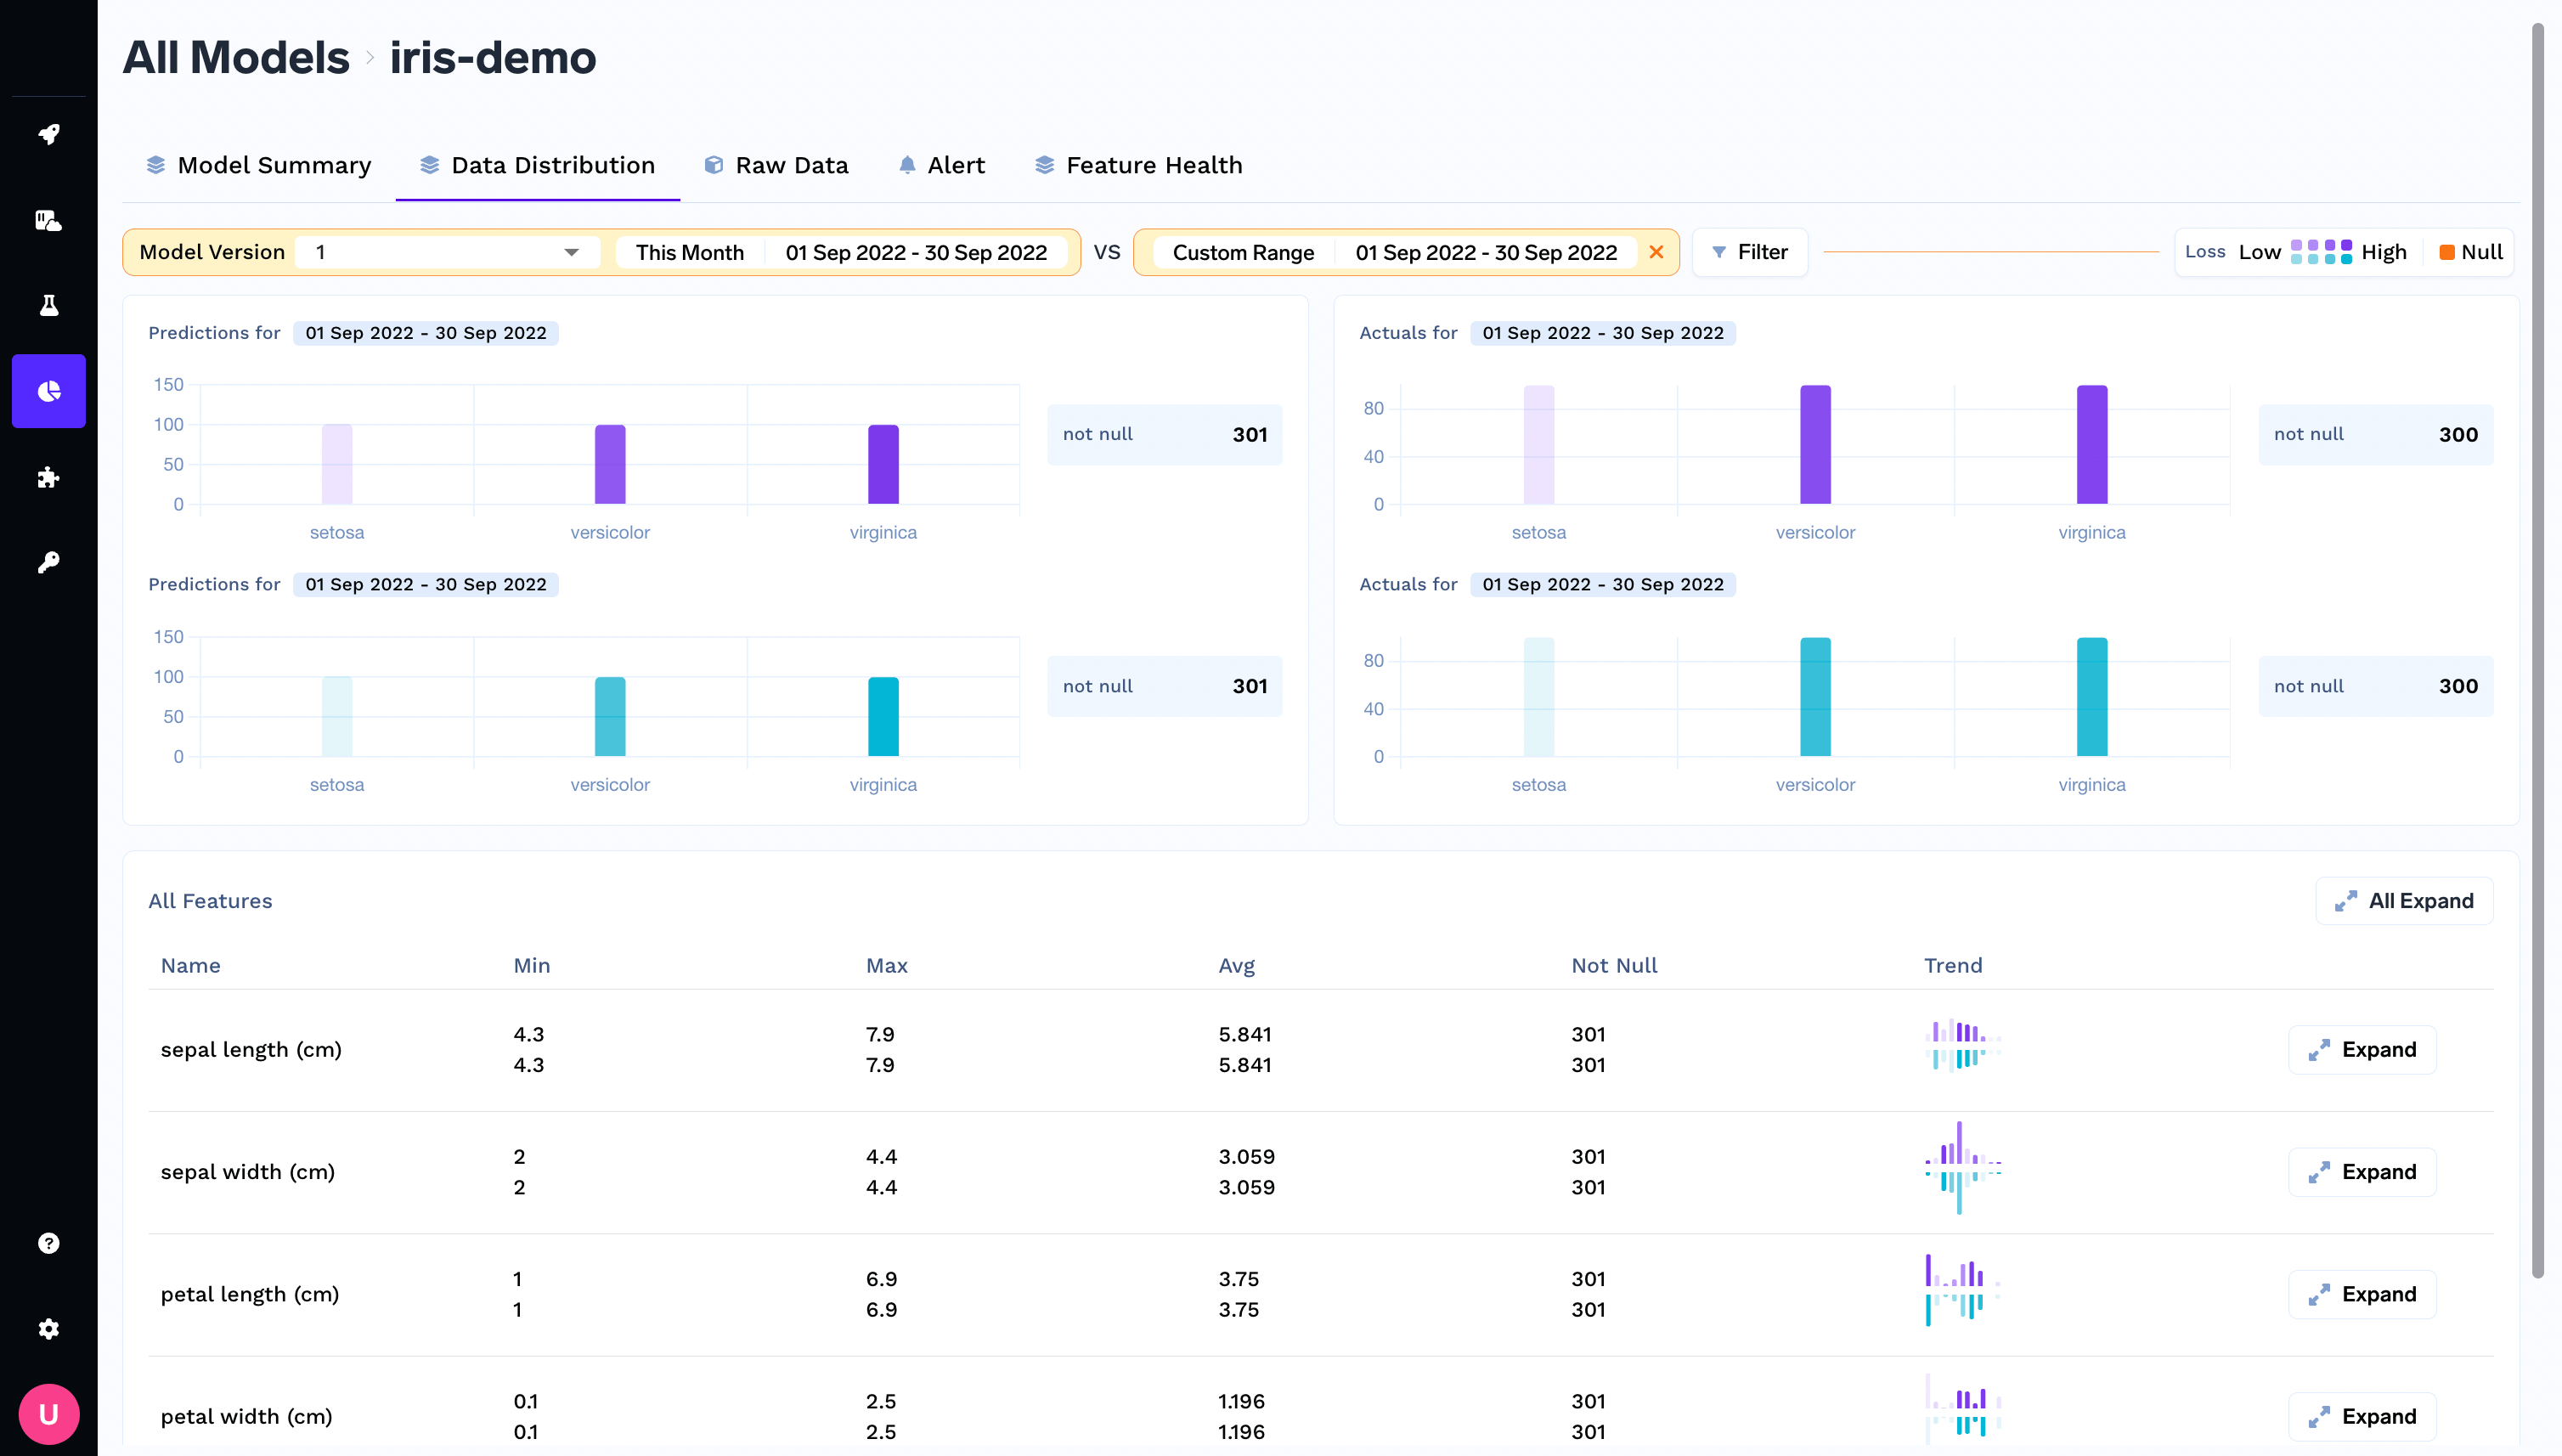 All Models > iris-demo
Model Summary Data Distribution Raw Data Alert Feature Health
Model Version 1 This Month 01 Sep 2022 - 30 Sep 2022 VS Custom Range 01 Sep 2022 - 30 Sep 2022 Filter Loss Low High Null
Predictions for 01 Sep 2022 - 30 Sep 2022
150
100
50
0
setosa versicolor virginica
not null 301
Predictions for 01 Sep 2022 - 30 Sep 2022
150
100
50
0
setosa versicolor virginica
not null 301
Actuals for 01 Sep 2022 - 30 Sep 2022
80
40
0
setosa versicolor virginica
not null 300
Actuals for 01 Sep 2022 - 30 Sep 2022
80
40
0
setosa versicolor virginica
not null 300
All Features All Expand
Name Min Max Avg Not Null Trend
sepal length (cm) 4.3 7.9 5.841 301 Expand
4.3 7.9 5.841 301
sepal width (cm) 2 4.4 3.059 301 Expand
2 4.4 3.059 301
petal length (cm) 1 6.9 3.75 301 Expand
1 6.9 3.75 301
petal width (cm) 0.1 2.5 1.196 301 Expand
0.1 2.5 1.196 301
?
U